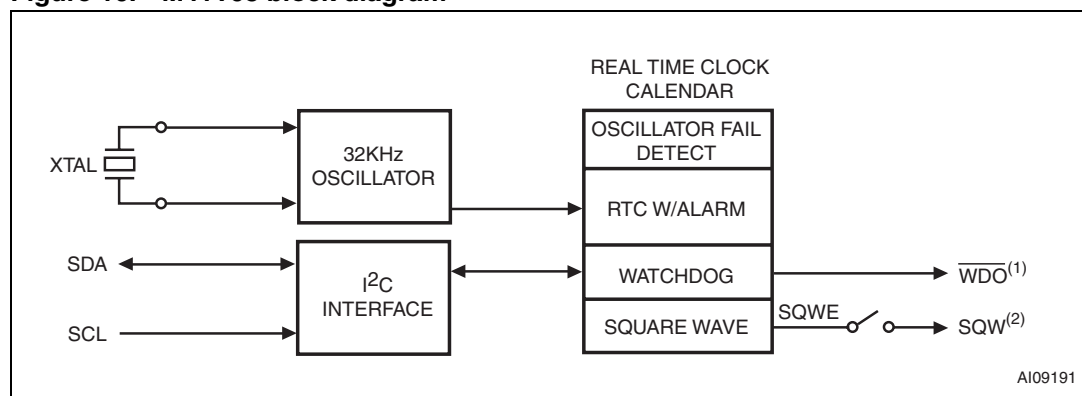 REAL TIME CLOCK
CALENDAR
OSCILLATOR FAIL
DETECT
XTAL
32KHz
OSCILLATOR
RTC W/ALARM
SDA
I2C
INTERFACE
WATCHDOG
WDO(1)
SCL
SQUARE WAVE
SQWE
SQW(2)
AI09191